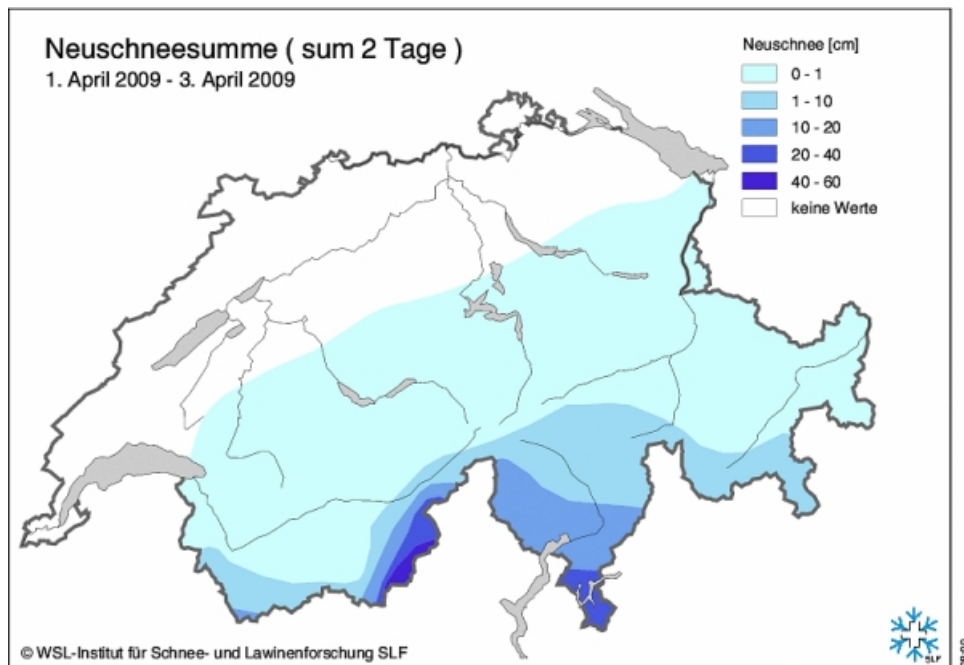 Neuschneesumme ( sum 2 Tage )
1. April 2009 - 3. April 2009
Neuschnee [cm]
0 - 1
1 - 10
10 - 20
20 - 40
40 - 60
keine Werte
© WSL-Institut für Schnee- und Lawinenforschung SLF
SLF